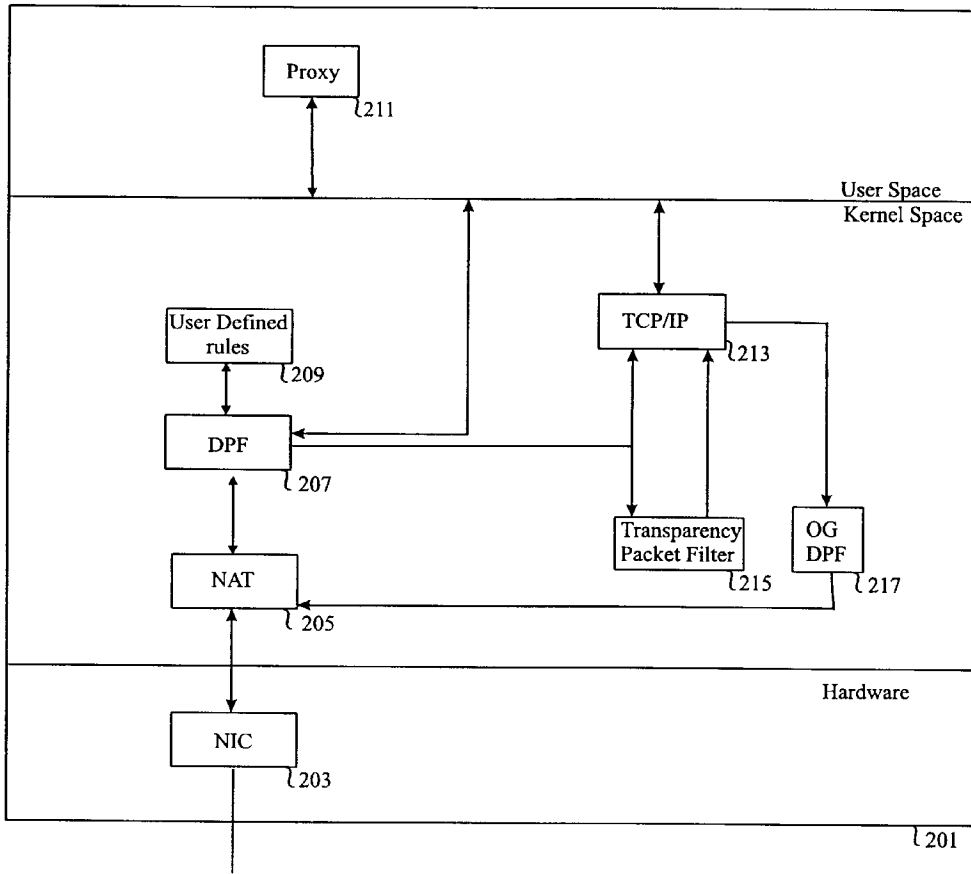 Proxy
211
User Space
Kernel Space
TCP/IP
213
User Defined
rules
209
DPF
207
Transparency
Packet Filter
215
OG
DPF
217
NAT
205
Hardware
NIC
203
201